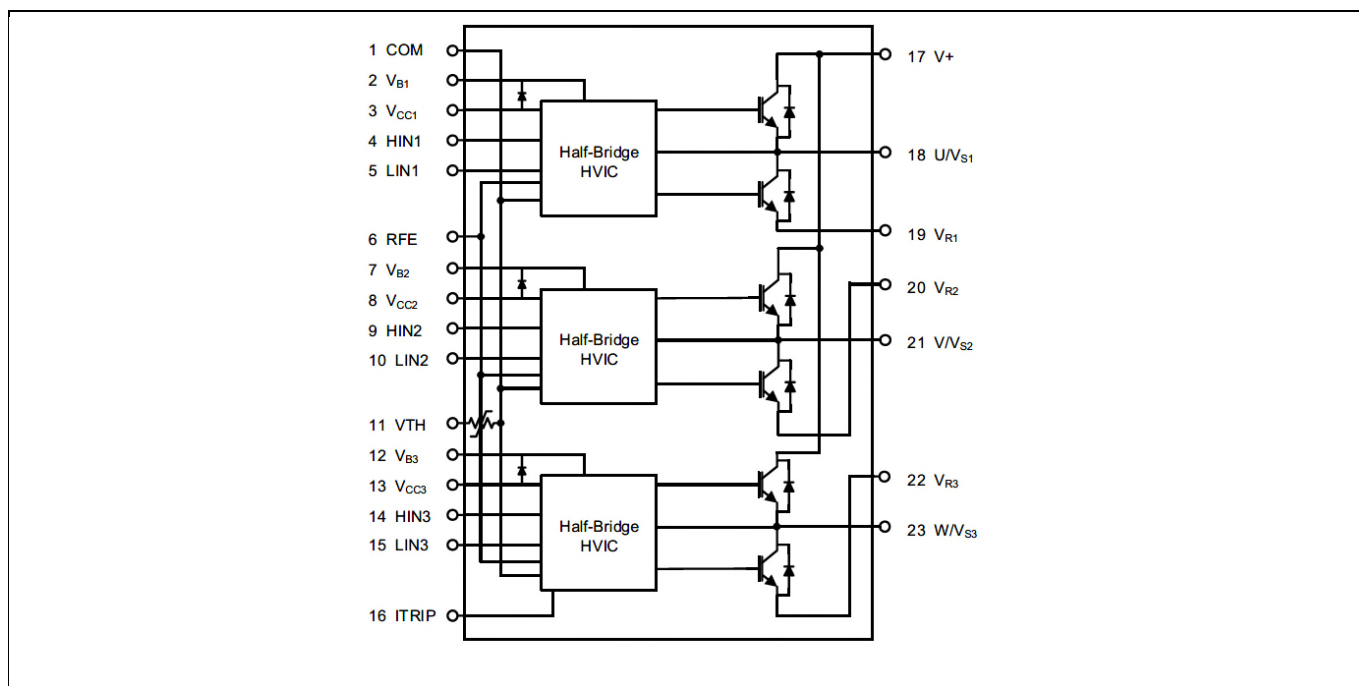 1 COM
2 VB1
3 VCC1
4 HIN1
5 LIN1
6 RFE
7 VB2
8 VCC2
9 HIN2
10 LIN2
11 VTH
12 VB3
13 VCC3
14 HIN3
15 LIN3
16 ITRIP
Half-Bridge
HVIC
Half-Bridge
HVIC
Half-Bridge
HVIC
17 V+
18 U/VS1
19 VR1
20 VR2
21 V/VS2
22 VR3
23 W/VS3